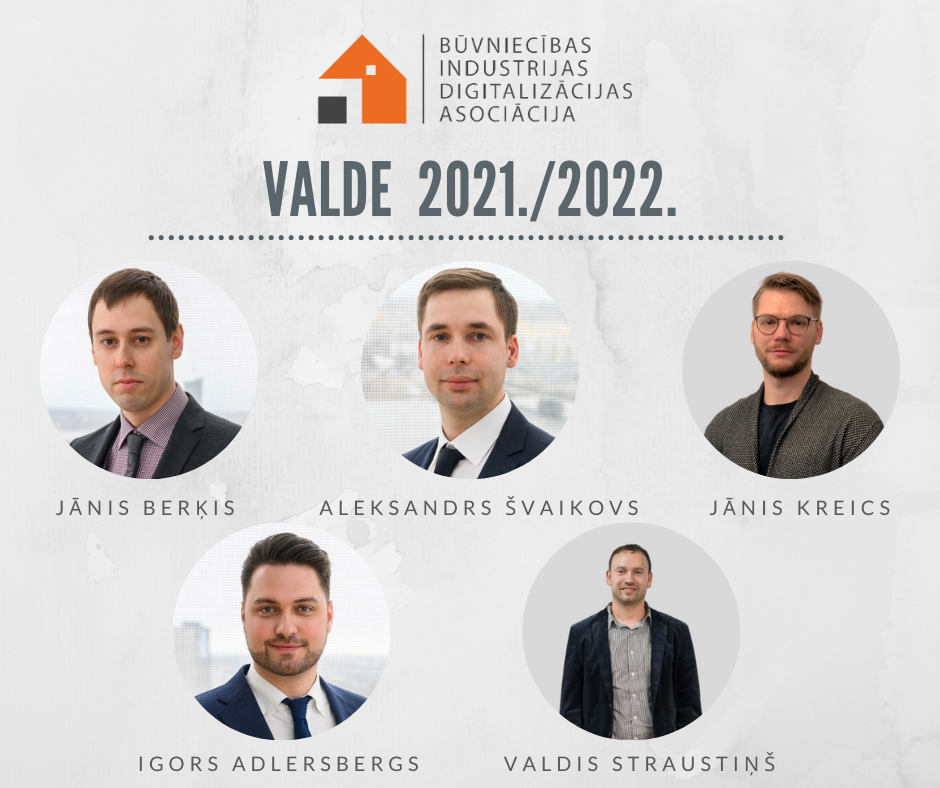 BŪVNIECĪBAS
INDUSTRIJAS
DIGITALIZĀCIJAS
ASOCIĀCIJA
VALDE 2021./2022.
JĀNIS BERĶIS
ALEKSANDRS ŠVAIKOVS
JĀNIS KREICS
IGORS ADLERSBERGS
VALDIS STRAUSTIŅŠ